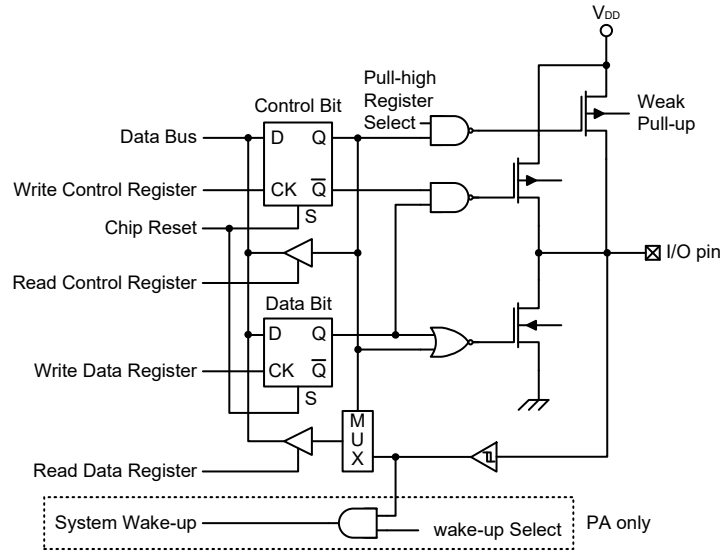 VDD
Pull-high
Register
Select
Control Bit
Weak
Pull-up
Data Bus
D
Q
Write Control Register
CK
Q̅
S
Chip Reset
I/O pin
Read Control Register
Data Bit
D
Q
Write Data Register
CK
Q̅
S
M
U
X
Read Data Register
System Wake-up
wake-up Select
PA only